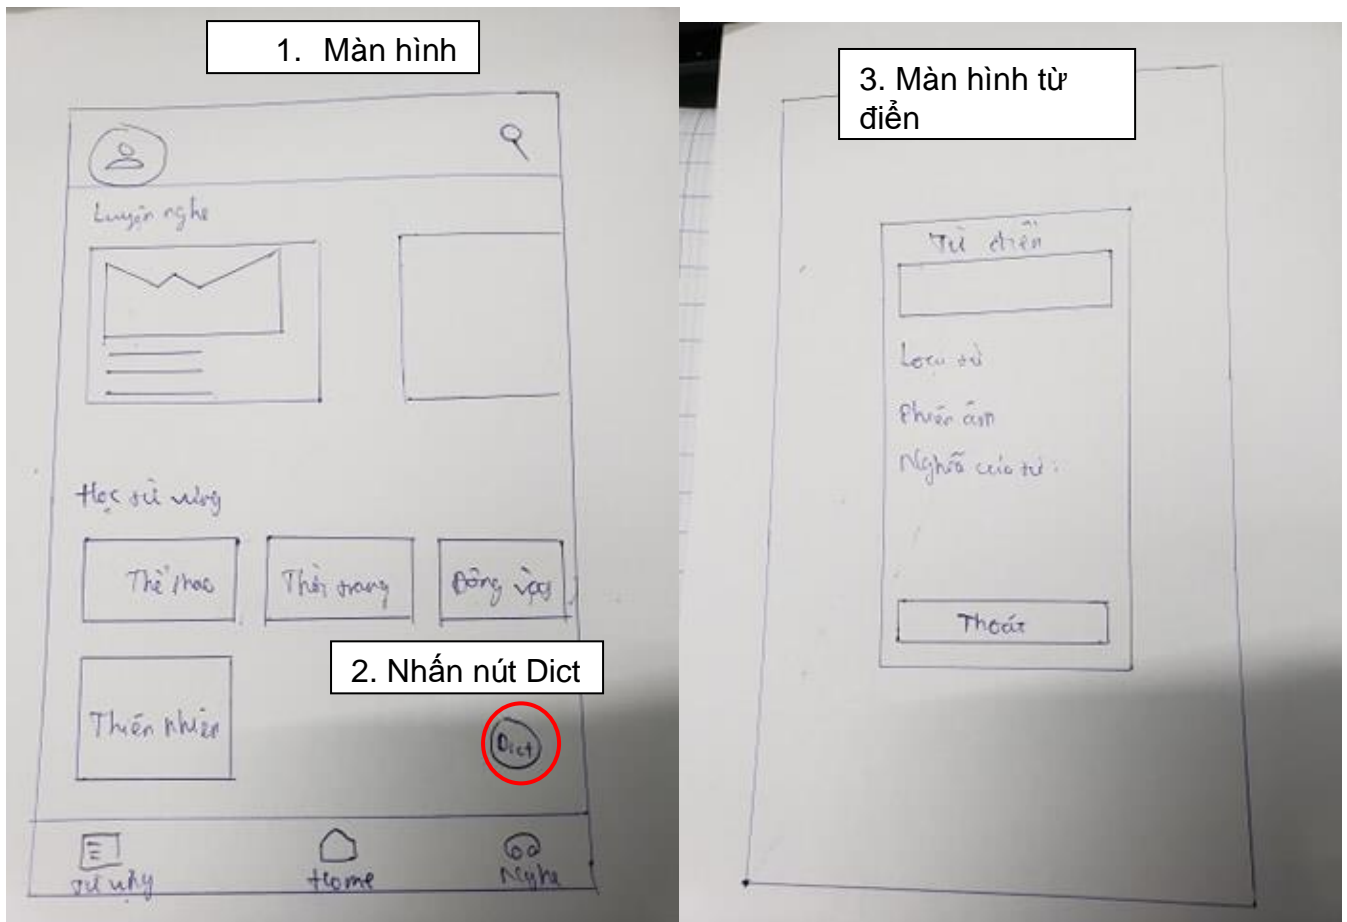 1. Màn hình
Luyện nghe
Học từ vựng
Thể thao
Thời trang
Động vật
2. Nhấn nút Dict
Thiên nhiên
Dict
Từ vựng
Home
Nghe
3. Màn hình từ
điển
Từ điển
Loại từ
Phiên âm
Nghĩa của từ:
Thoát